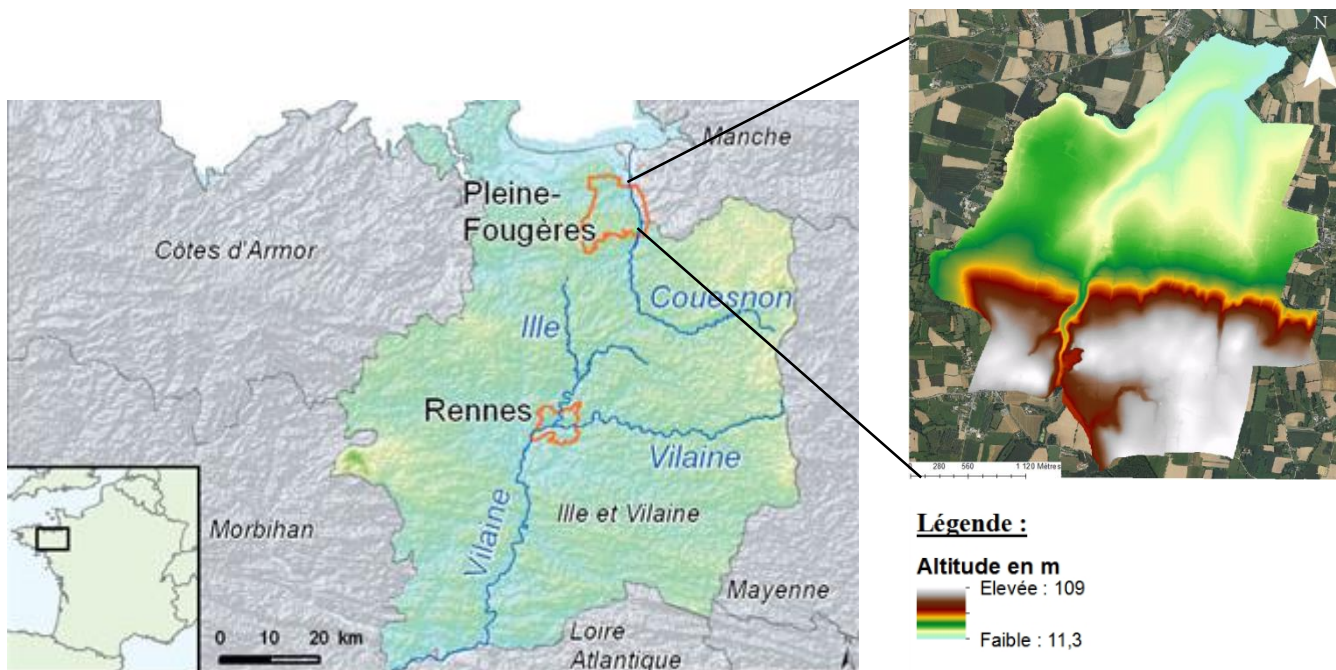 Manche
Pleine-
Fougères
Côtes d'Armor
Couesnon
Ille
Rennes
Vilaine
Vilaine
Ille et Vilaine
Morbihan
Mayenne
0 10 20 km
Loire
Atlantique
N
280 560 1 120 Mètres
Légende :
Altitude en m
Elevée : 109
Faible : 11,3